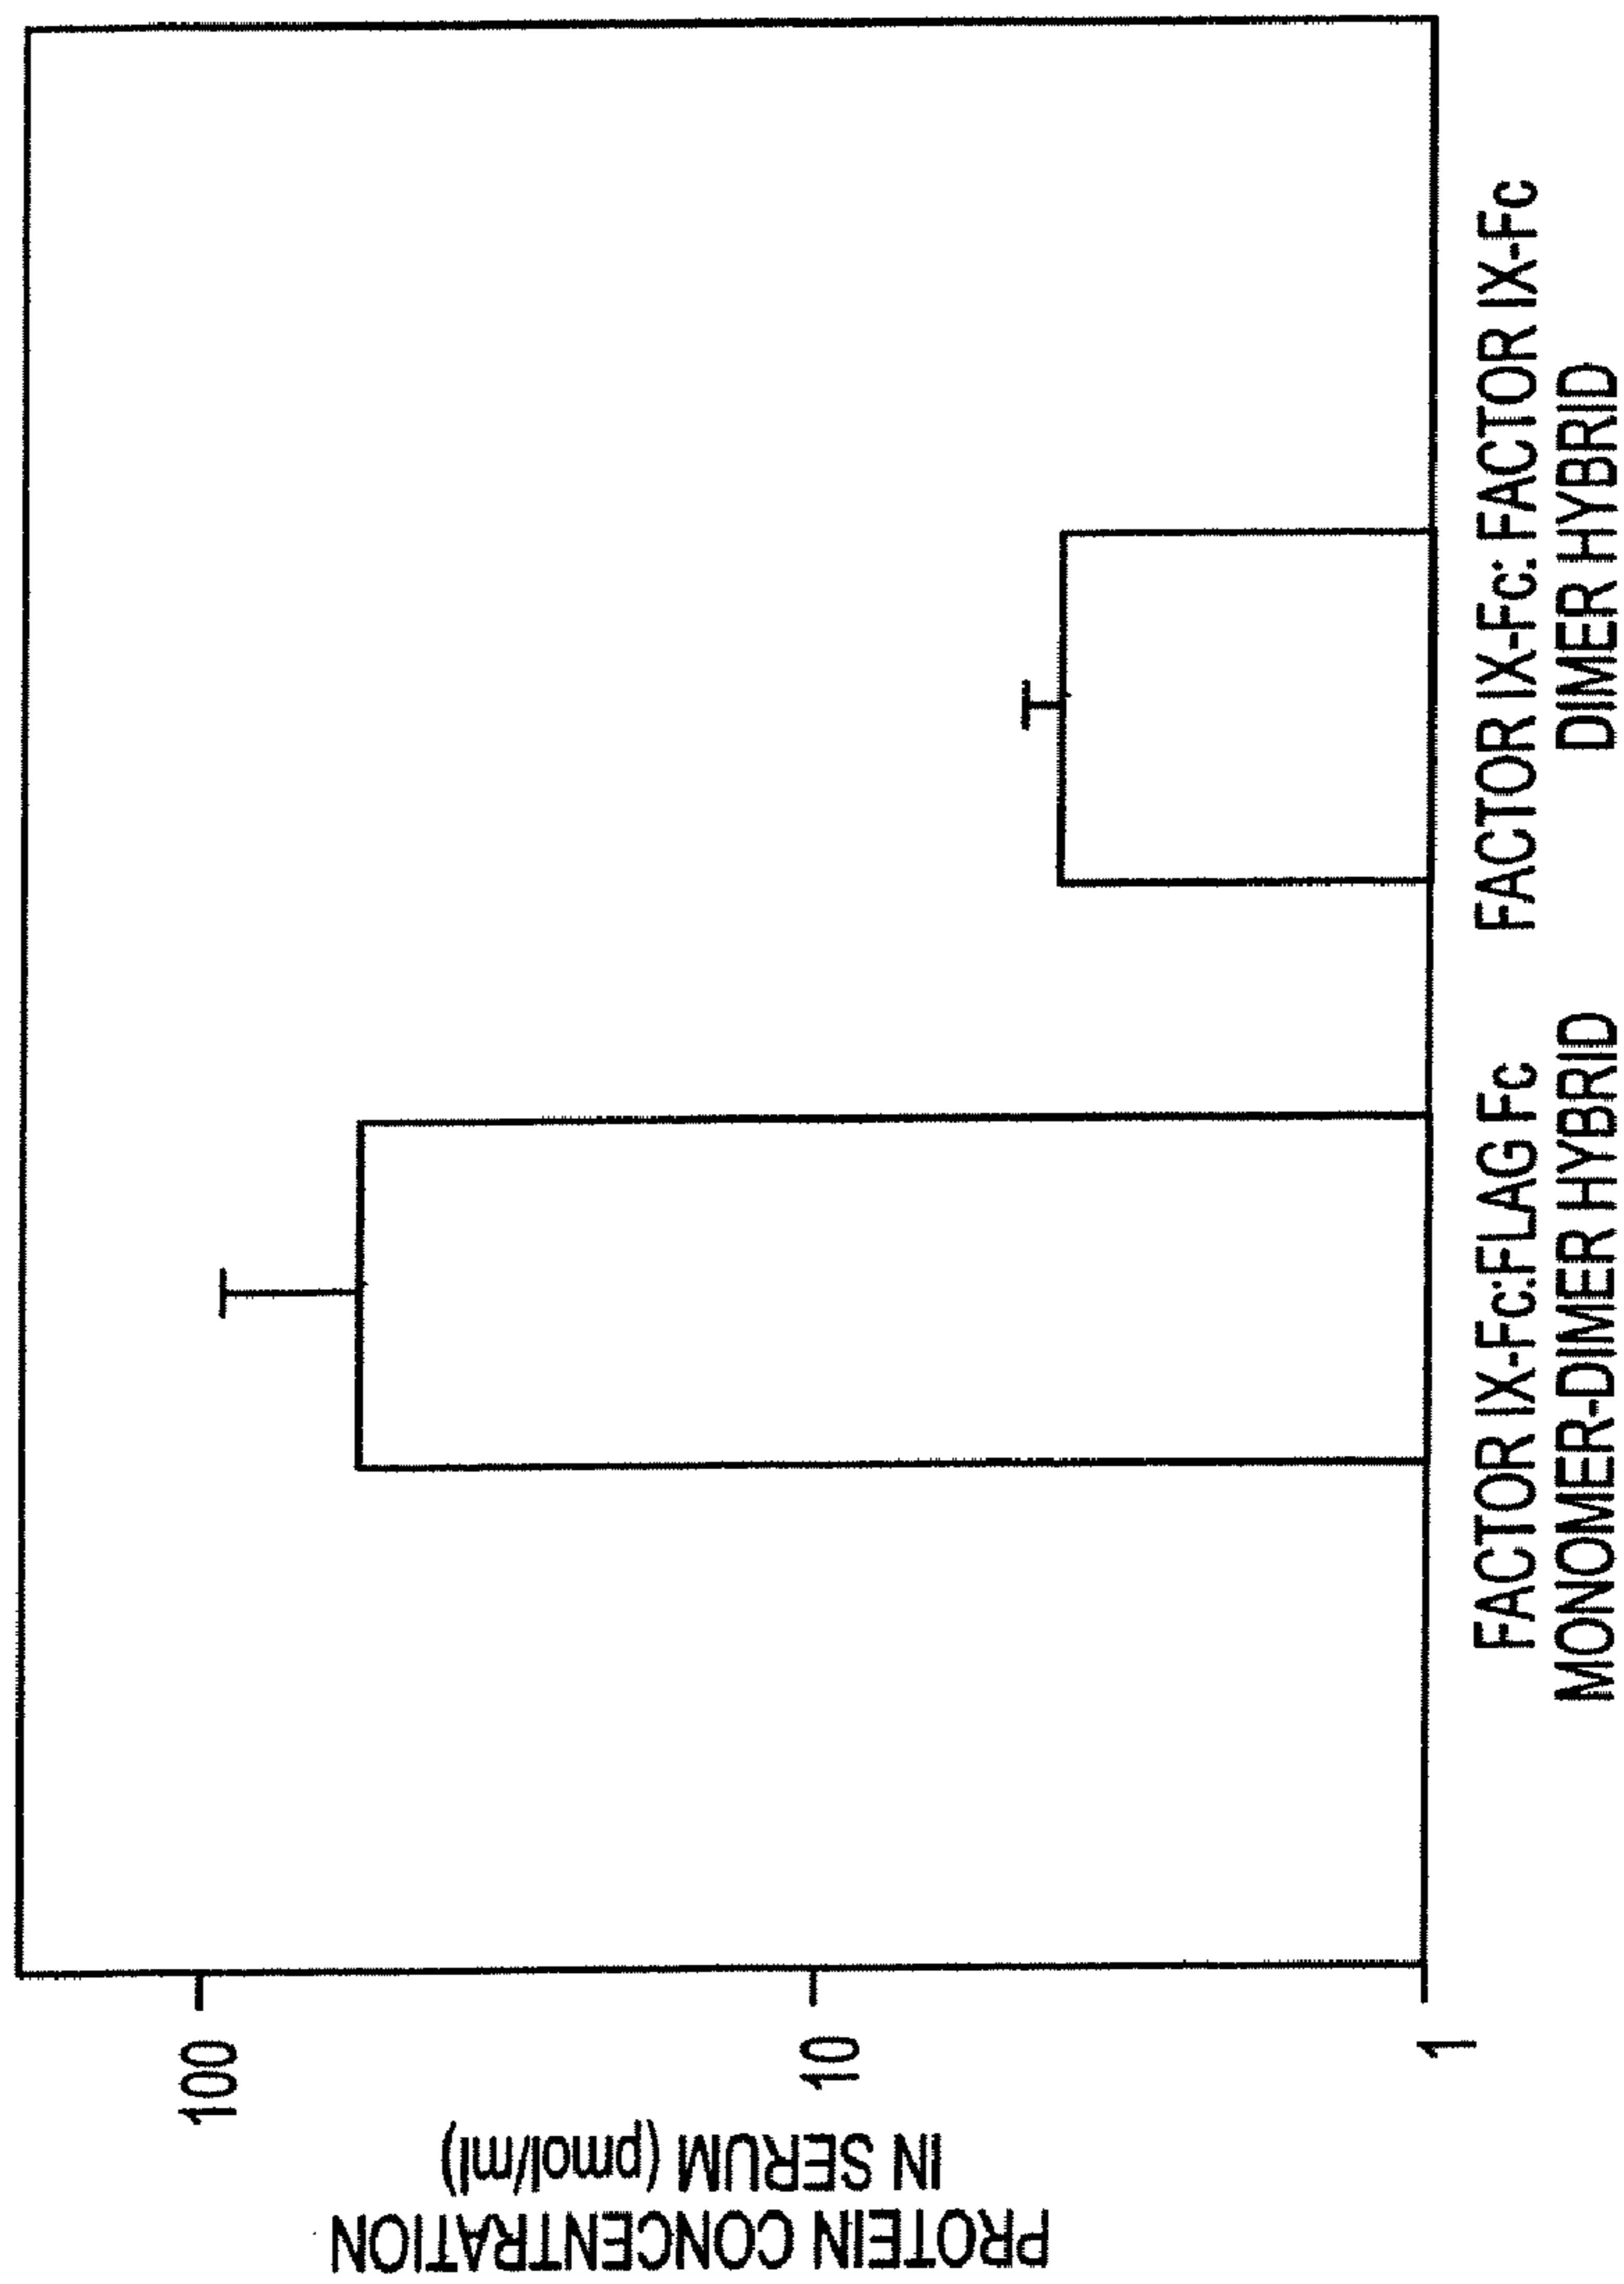 PROTEIN CONCENTRATION
IN SERUM (pmol/ml)
100
10
1
FACTOR IX-Fc:FLAG Fc
MONOMER-DIMER HYBRID
FACTOR IX-Fc: FACTOR IX-Fc
DIMER HYBRID